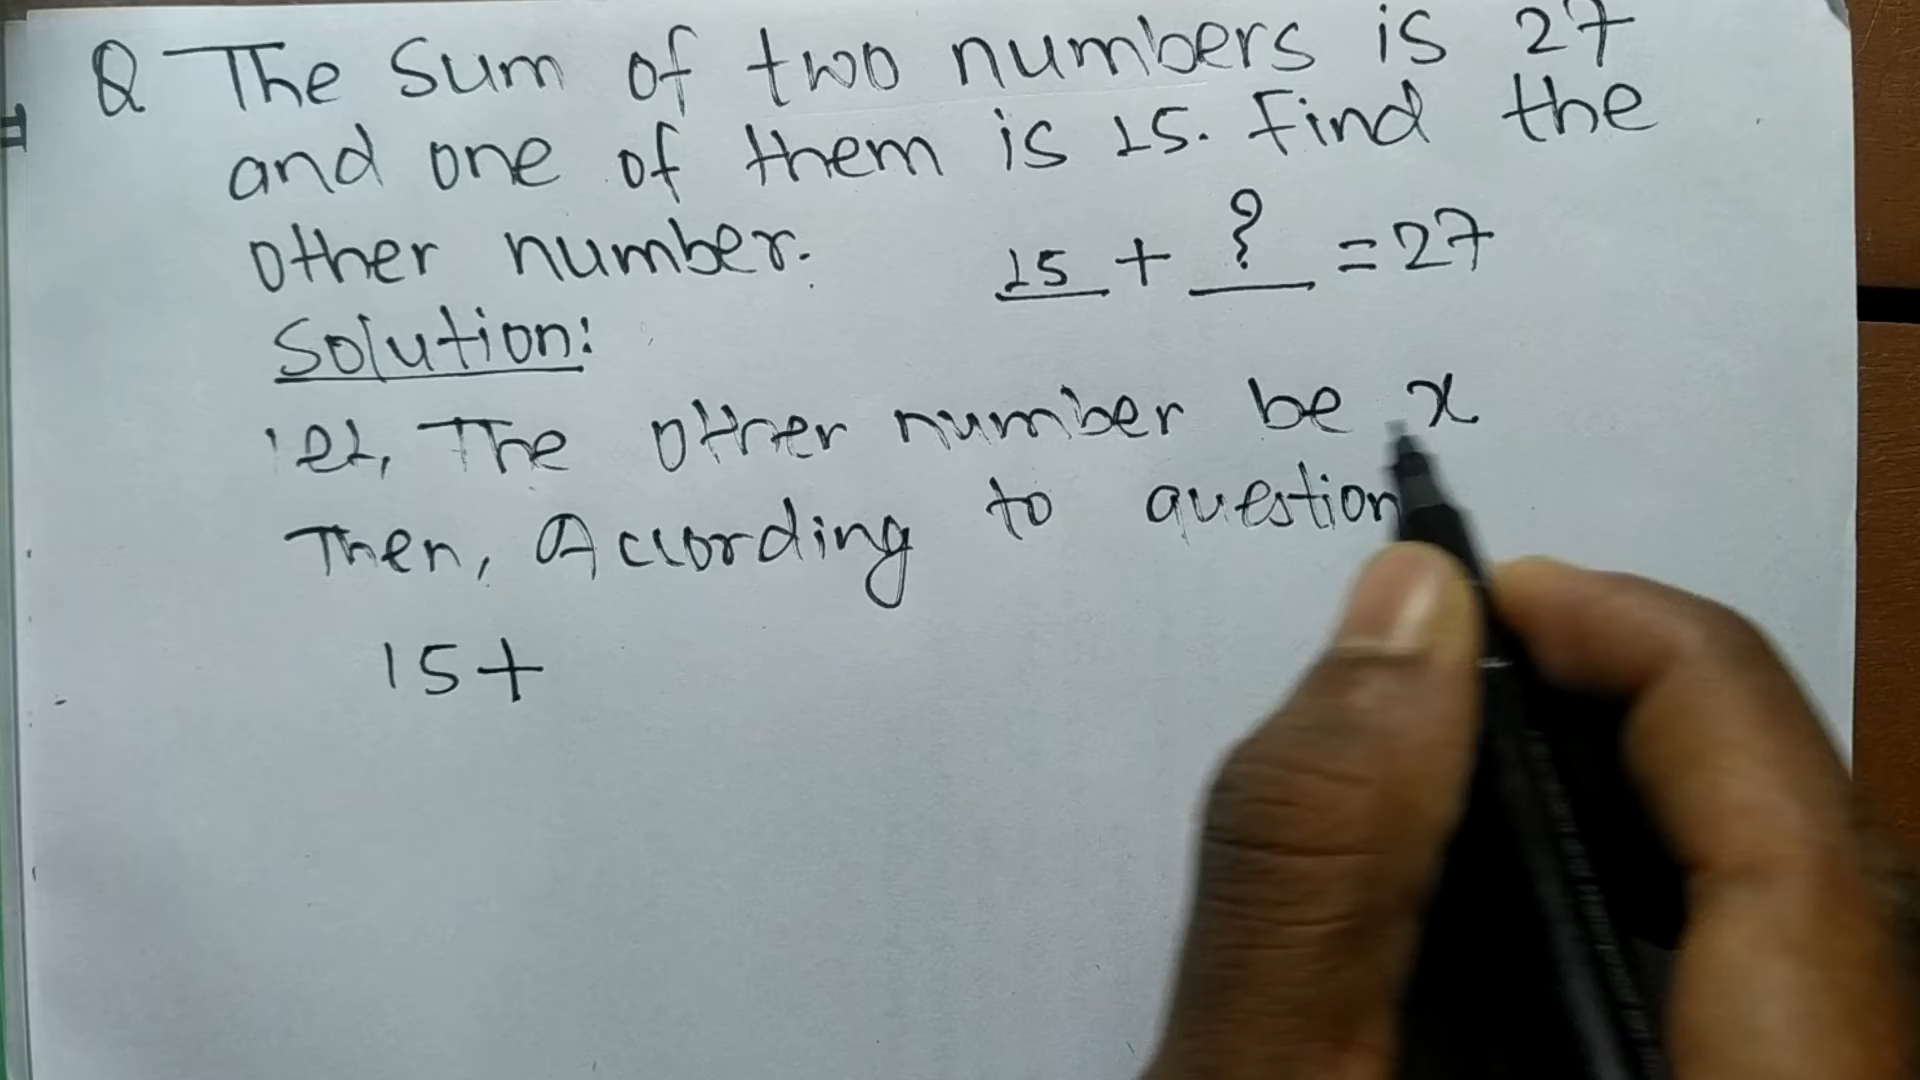 Q The Sum of two numbers is 27
and one of them is 15. Find the
other number.
15 + ? = 27
Solution:
let, The other number be x
Then, According to question
15+